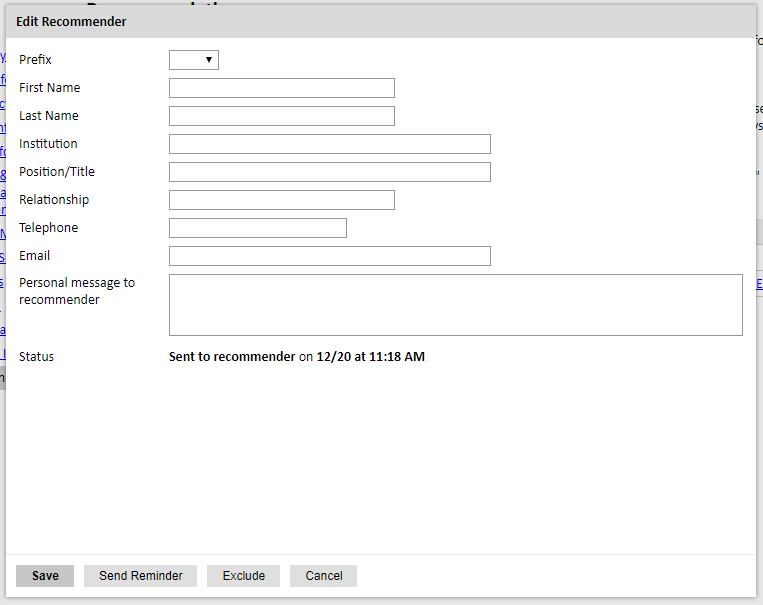 Edit Recommender
Prefix
First Name
Last Name
Institution
Position/Title
Relationship
Telephone
Email
Personal message to
recommender
Status Sent to recommender on 12/20 at 11:18 AM
Save Send Reminder Exclude Cancel